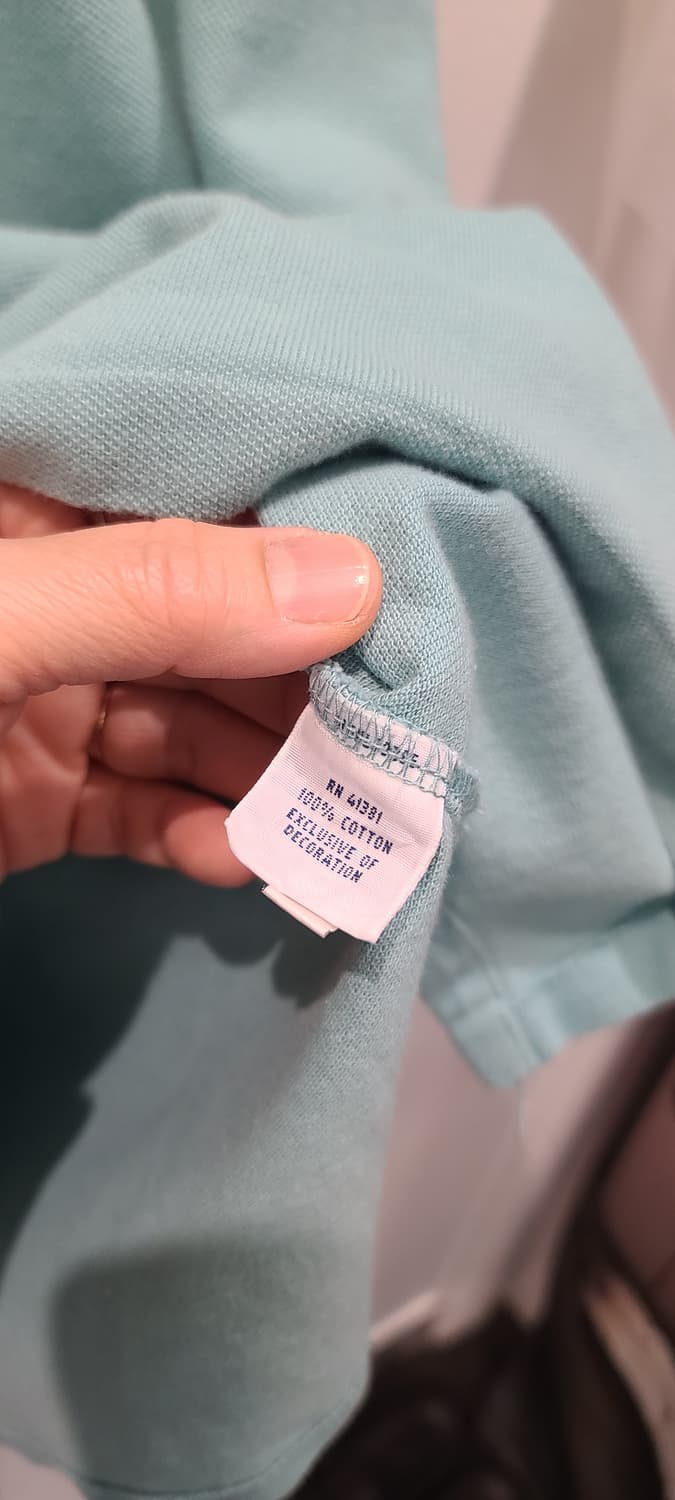 RN 41381
100% COTTON
EXCLUSIVE OF
DECORATION